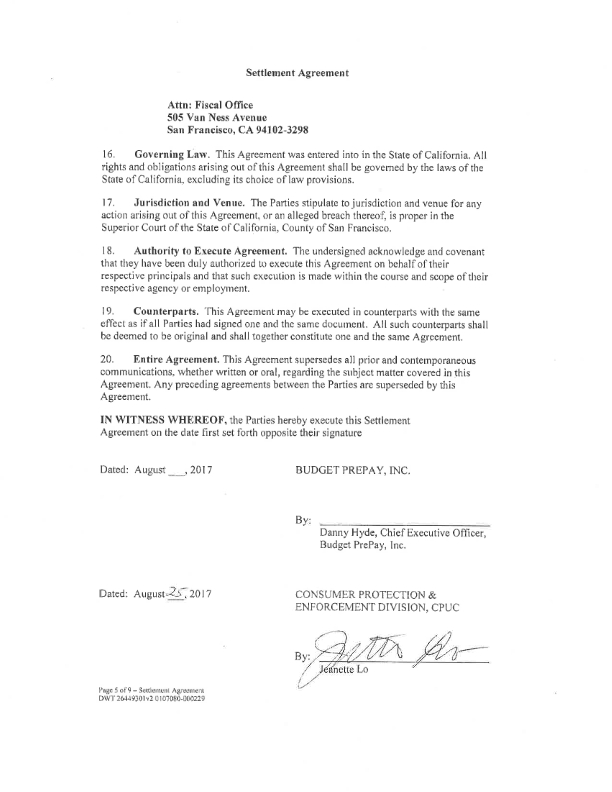 Settlement Agreement
Attn: Fiscal Office
505 Van Ness Avenue
San Francisco, CA 94102-3298
16. Governing Law. This Agreement was entered into in the State of California. All
rights and obligations arising out of this Agreement shall be governed by the laws of the
State of California, excluding its choice of law provisions.
17. Jurisdiction and Venue. The Parties stipulate to jurisdiction and venue for any
action arising out of this Agreement, or an alleged breach thereof, is proper in the
Superior Court of the State of California, County of San Francisco.
18. Authority to Execute Agreement. The undersigned acknowledge and covenant
that they have been duly authorized to execute this Agreement on behalf of their
respective principals and that such execution is made within the course and scope of their
respective agency or employment.
19. Counterparts. This Agreement may be executed in counterparts with the same
effect as if all Parties had signed one and the same document. All such counterparts shall
be deemed to be original and shall together constitute one and the same Agreement.
20. Entire Agreement. This Agreement supersedes all prior and contemporaneous
communications, whether written or oral, regarding the subject matter covered in this
Agreement. Any preceding agreements between the Parties are superseded by this
Agreement.
IN WITNESS WHEREOF, the Parties hereby execute this Settlement
Agreement on the date first set forth opposite their signature
Dated: August ___, 2017 BUDGET PREPAY, INC.
By:
Danny Hyde, Chief Executive Officer,
Budget PrePay, Inc.
Dated: August 25, 2017 CONSUMER PROTECTION &
ENFORCEMENT DIVISION, CPUC
By: Jeanette Lo
Jeanette Lo
Page 5 of 9 – Settlement Agreement
DWT 26449301v2 0107080-000229